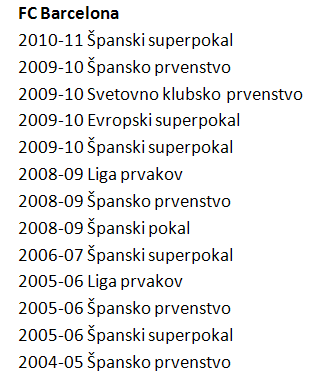 FC Barcelona
2010-11 Španski superpokal
2009-10 Špansko prvenstvo
2009-10 Svetovno klubsko prvenstvo
2009-10 Evropski superpokal
2009-10 Španski superpokal
2008-09 Liga prvakov
2008-09 Špansko prvenstvo
2008-09 Španski pokal
2006-07 Španski superpokal
2005-06 Liga prvakov
2005-06 Špansko prvenstvo
2005-06 Španski superpokal
2004-05 Špansko prvenstvo